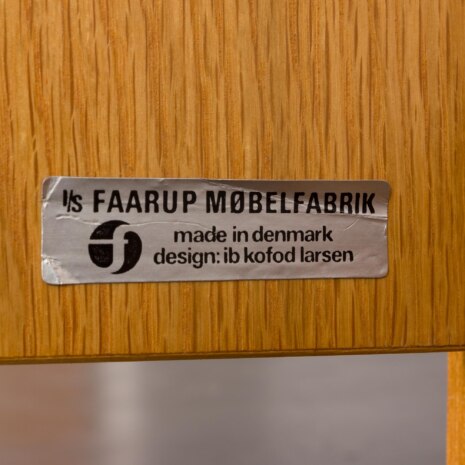 I/S FAARUP MØBELFABRIK
f
made in denmark
design: ib kofod larsen